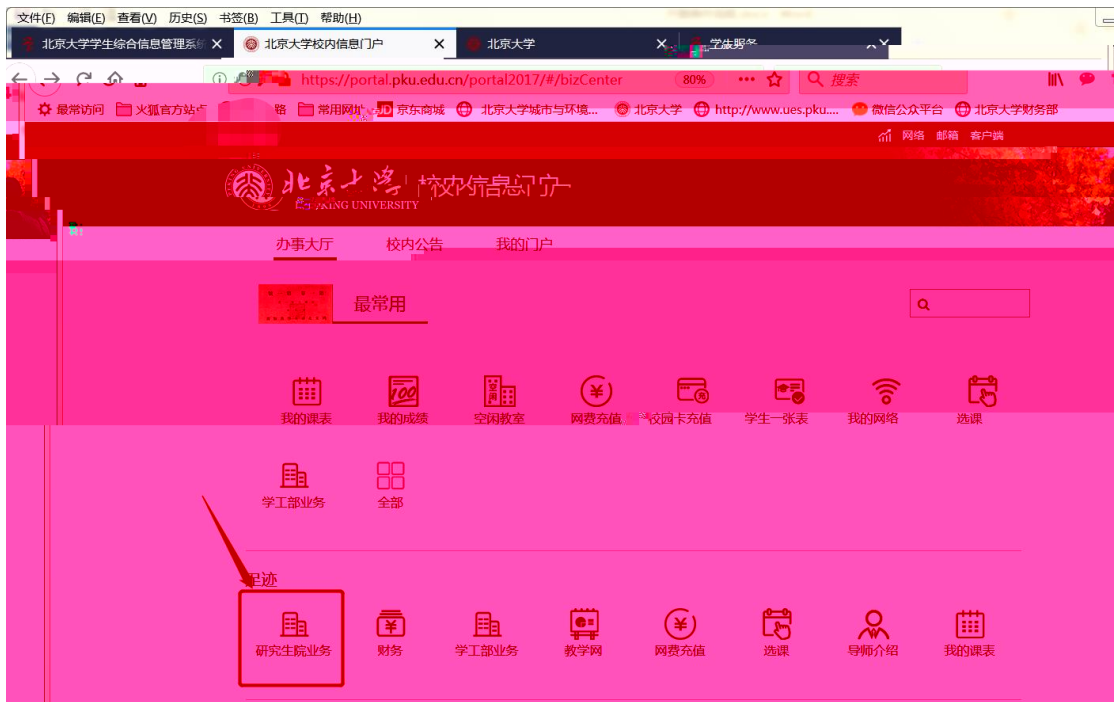 文件(F) 编辑(E) 查看(V) 历史(S) 书签(B) 工具(T) 帮助(H)
北京大学学生综合信息管理系统 北京大学校内信息门户 北京大学
https://portal.pku.edu.cn/portal2017/#/bizCenter 80% 搜索
最常访问 火狐官方站点 常用网址 JD 京东商城 北京大学城市与环境... 北京大学 http://www.ues.pku.... 微信公众平台 北京大学财务部
网络 邮箱 客户端
北京大学 校内信息门户
PEKING UNIVERSITY
办事大厅 校内公告 我的门户
最常用
100
我的课表 我的成绩 空闲教室 网费充值 校园卡充值 学生一张表 我的网络 选课
学工部业务 全部
足迹
研究生院业务 财务 学工部业务 教学网 网费充值 选课 导师介绍 我的课表